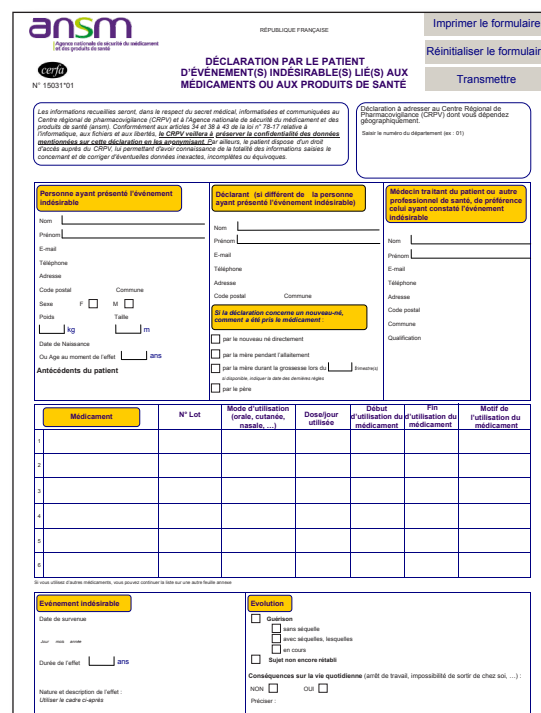 ansm
Agence nationale de sécurité du médicament
et des produits de santé
RÉPUBLIQUE FRANÇAISE
Imprimer le formulaire
Réinitialiser le formulair
Transmettre
cerfa
N° 15031*01
DÉCLARATION PAR LE PATIENT
D'ÉVÉNEMENT(S) INDÉSIRABLE(S) LIÉ(S) AUX
MÉDICAMENTS OU AUX PRODUITS DE SANTÉ
Les informations recueillies seront, dans le respect du secret médical, informatisées et communiquées au
Centre régional de pharmacovigilance (CRPV) et à l'Agence nationale de sécurité du médicament et des
produits de santé (ansm). Conformément aux articles 34 et 38 à 43 de la loi n° 78-17 relative à
l'informatique, aux fichiers et aux libertés, le CRPV veillera à préserver la confidentialité des données
mentionnées sur cette déclaration en les anonymisant. Par ailleurs, le patient dispose d'un droit
d'accès auprès du CRPV, lui permettant d'avoir connaissance de la totalité des informations saisies le
concernant et de corriger d'éventuelles données inexactes, incomplètes ou équivoques.
Déclaration à adresser au Centre Régional de
Pharmacovigilance (CRPV) dont vous dépendez
géographiquement.
Saisir le numéro du département (ex : 01)
Personne ayant présenté l'événement
indésirable
Nom
Prénom
E-mail
Téléphone
Adresse
Code postal Commune
Sexe F M
Poids Taille
kg m
Date de Naissance
Ou Age au moment de l'effet ans
Antécédents du patient
Déclarant (si différent de la personne
ayant présenté l'événement indésirable)
Nom
Prénom
E-mail
Téléphone
Adresse
Code postal Commune
Si la déclaration concerne un nouveau-né,
comment a été pris le médicament :
par le nouveau né directement
par la mère pendant l'allaitement
par la mère durant la grossesse lors du trimestre(s)
si disponible, indiquer la date des dernières règles
par le père
Médecin traitant du patient ou autre
professionnel de santé, de préférence
celui ayant constaté l'événement
indésirable
Nom
Prénom
E-mail
Téléphone
Adresse
Code postal
Commune
Qualification
Médicament
N° Lot
Mode d'utilisation
(orale, cutanée,
nasale, ...)
Dose/jour
utilisée
Début
d'utilisation du
médicament
Fin
d'utilisation du
médicament
Motif de
l'utilisation du
médicament
1
2
3
4
5
6
Si vous utilisez d'autres médicaments, vous pouvez continuer la liste sur une autre feuille annexe
Evénement indésirable
Date de survenue
Jour mois année
Durée de l'effet ans
Nature et description de l'effet :
Utiliser le cadre ci-après
Evolution
Guérison
sans séquelle
avec séquelles, lesquelles
en cours
Sujet non encore rétabli
Conséquences sur la vie quotidienne (arrêt de travail, impossibilité de sortir de chez soi, ...) :
NON OUI
Préciser :